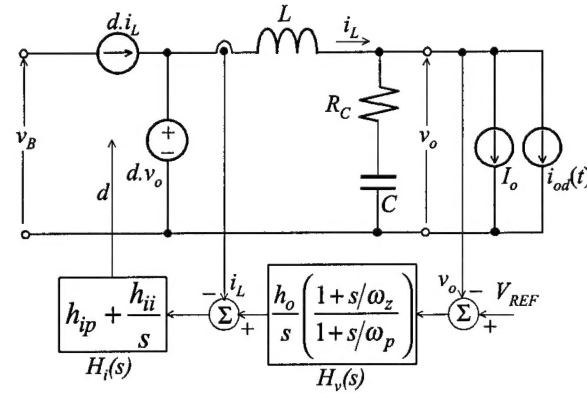 d.i_L
L
i_L
R_C
v_B
+
−
d.v_o
v_o
I_o
i_od(t)
d
C
−
i_L
v_o
−
V_REF
h_ip + h_ii/s
Σ
+
h_o/s (1 + s/ω_z / 1 + s/ω_p)
Σ
+
H_i(s)
H_v(s)